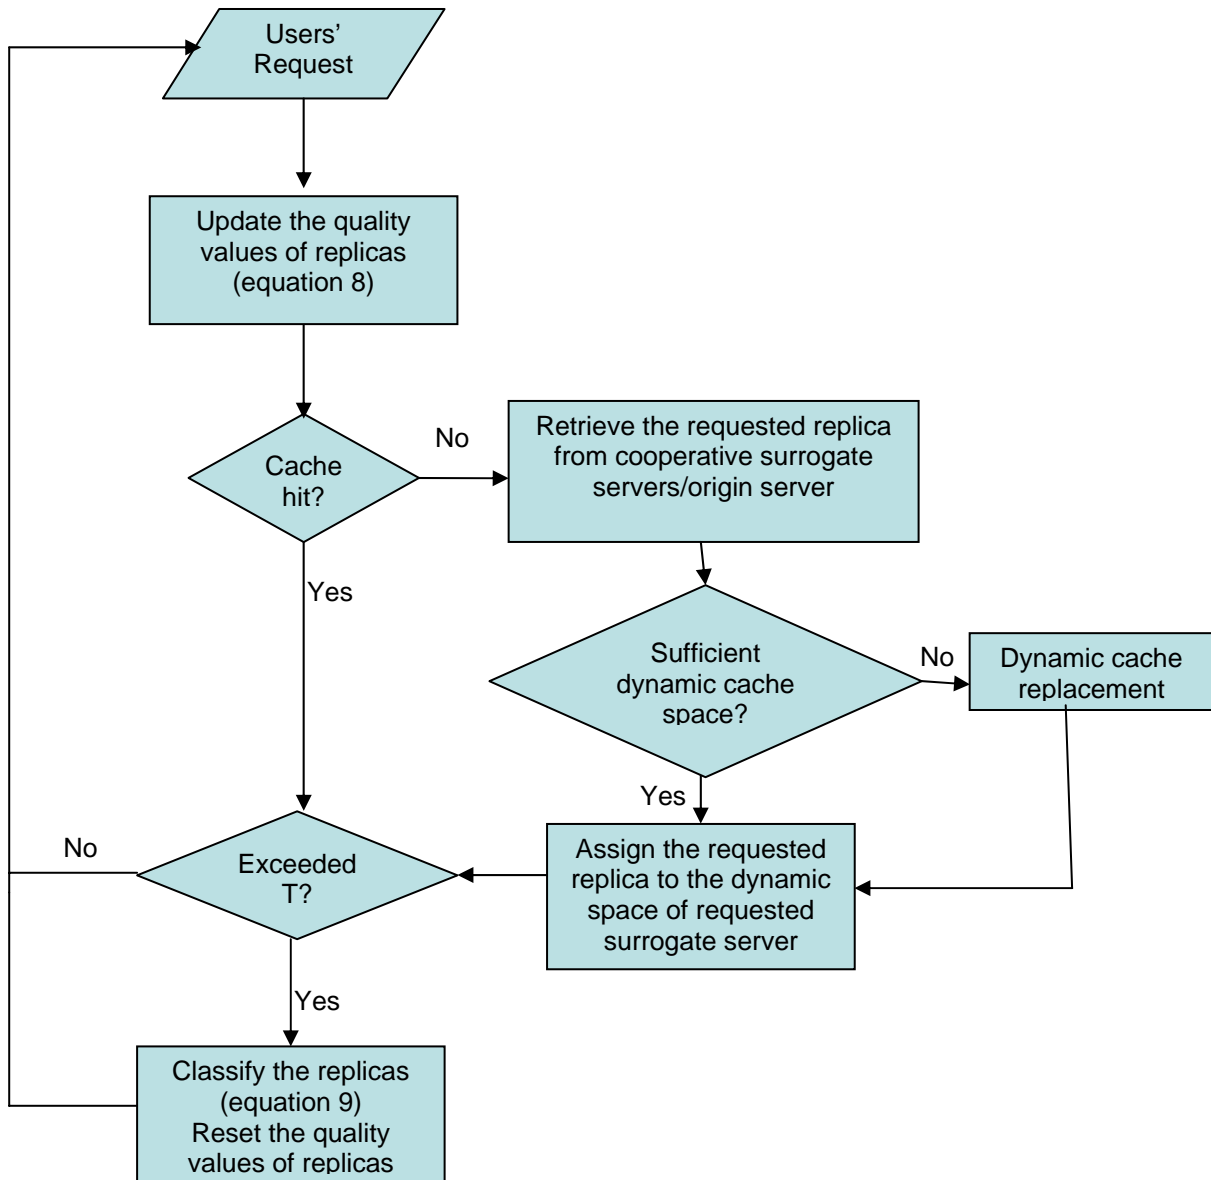 Users'
Request
Update the quality
values of replicas
(equation 8)
Cache
hit?
No
Retrieve the requested replica
from cooperative surrogate
servers/origin server
Yes
Sufficient
dynamic cache
space?
No
Dynamic cache
replacement
Yes
Assign the requested
replica to the dynamic
space of requested
surrogate server
Exceeded
T?
No
Yes
Classify the replicas
(equation 9)
Reset the quality
values of replicas